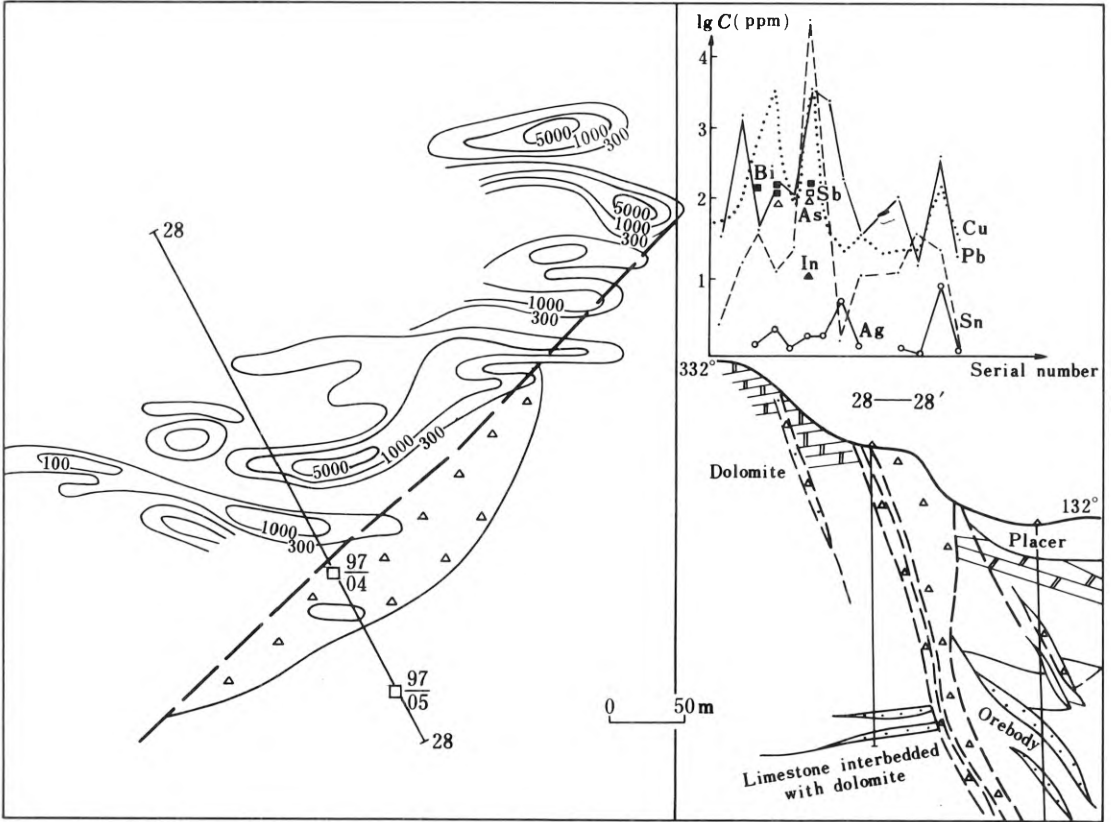 5000 1000 300
5000
1000
300
28
1000
300
5000 1000 300
100
1000
300
97
04
97
05
28
0 50 m
lg C ( ppm )
4
3
2
1
Bi
Sb
As
In
Ag
Cu
Pb
Sn
Serial number
332°
28——28′
Dolomite
132°
Placer
Orebody
Limestone interbedded
with dolomite